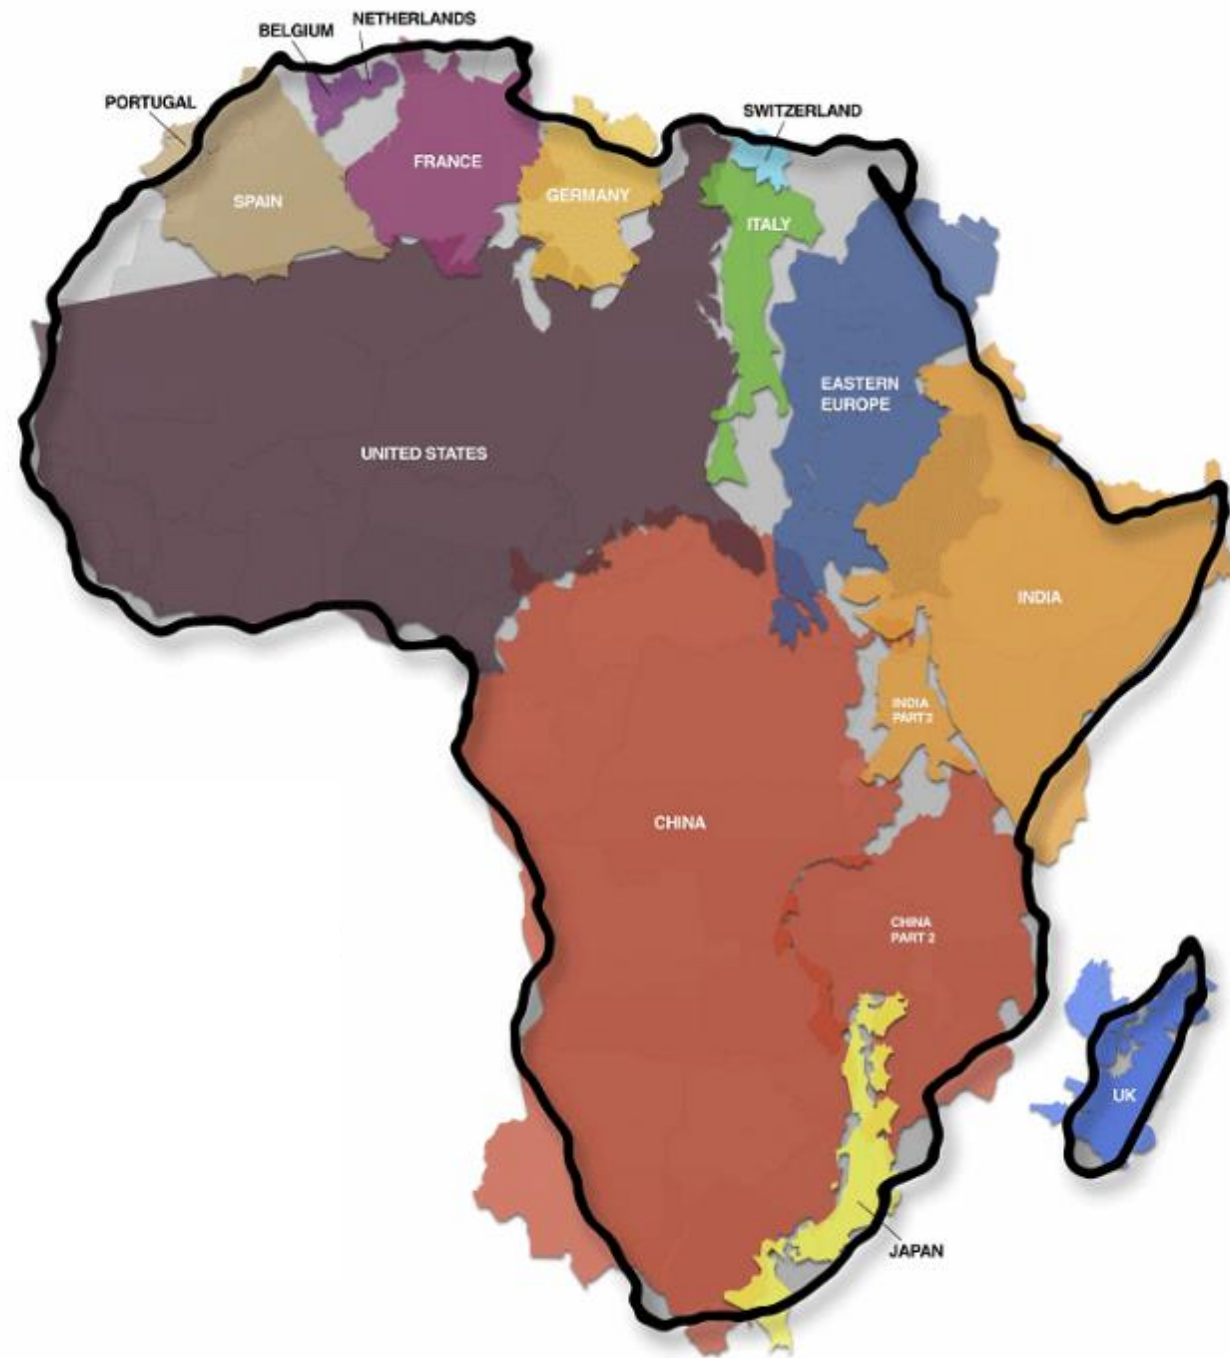 NETHERLANDS
BELGIUM
PORTUGAL
SWITZERLAND
FRANCE
GERMANY
SPAIN
ITALY
EASTERN
EUROPE
UNITED STATES
INDIA
INDIA
PART 2
CHINA
CHINA
PART 2
UK
JAPAN